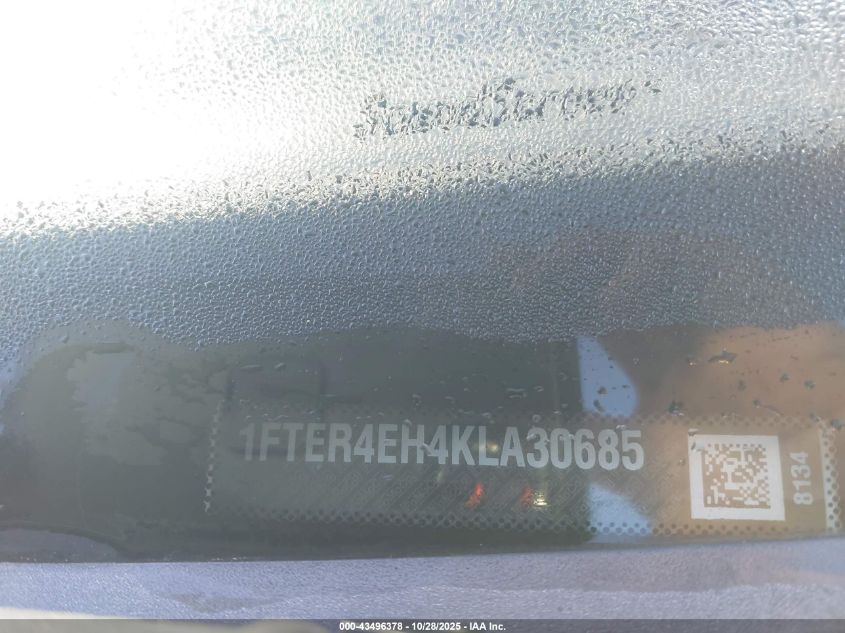 1FTER4EH4KLA30685
8134
000-43496378 - 10/28/2025 - IAA Inc.